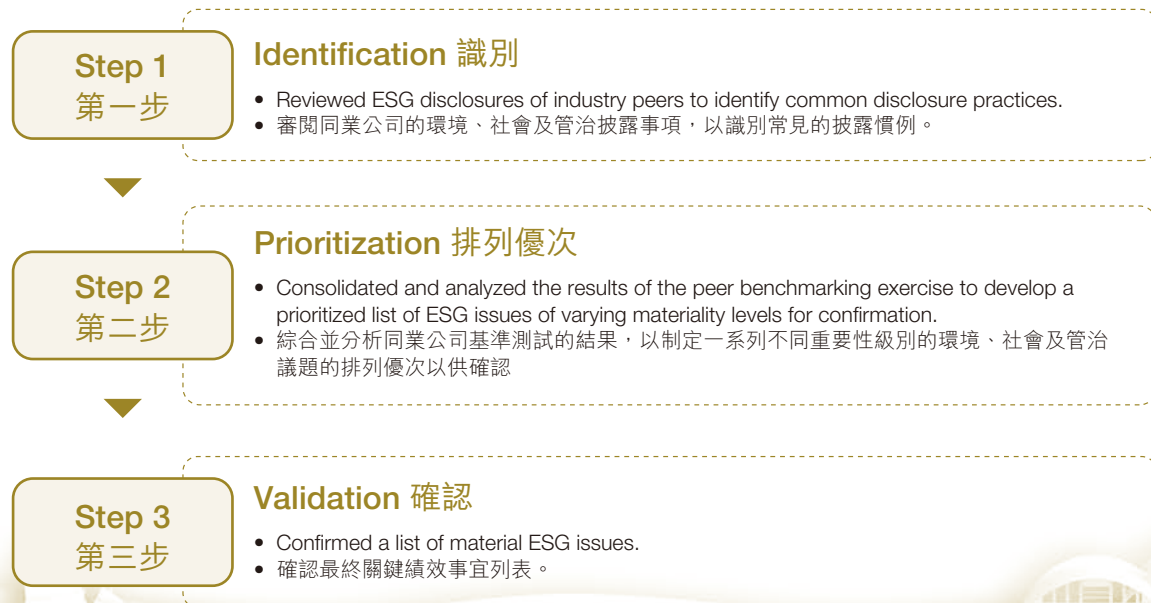 Step 1
第一步
Identification 識別
• Reviewed ESG disclosures of industry peers to identify common disclosure practices.
• 審閱同業公司的環境、社會及管治披露事項，以識別常見的披露慣例。
Step 2
第二步
Prioritization 排列優次
• Consolidated and analyzed the results of the peer benchmarking exercise to develop a
prioritized list of ESG issues of varying materiality levels for confirmation.
• 綜合並分析同業公司基準測試的結果，以制定一系列不同重要性級別的環境、社會及管治
議題的排列優次以供確認
Step 3
第三步
Validation 確認
• Confirmed a list of material ESG issues.
• 確認最終關鍵績效事宜列表。